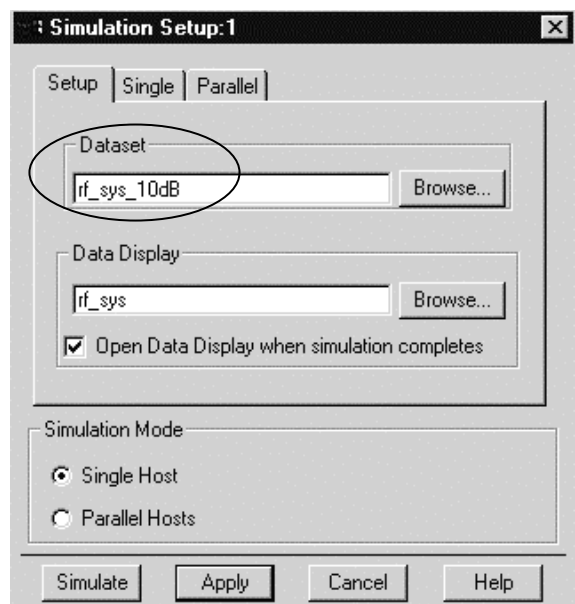 Simulation Setup:1
Setup Single Parallel
Dataset
rf_sys_10dB Browse...
Data Display
rf_sys Browse...
Open Data Display when simulation completes
Simulation Mode
Single Host
Parallel Hosts
Simulate Apply Cancel Help